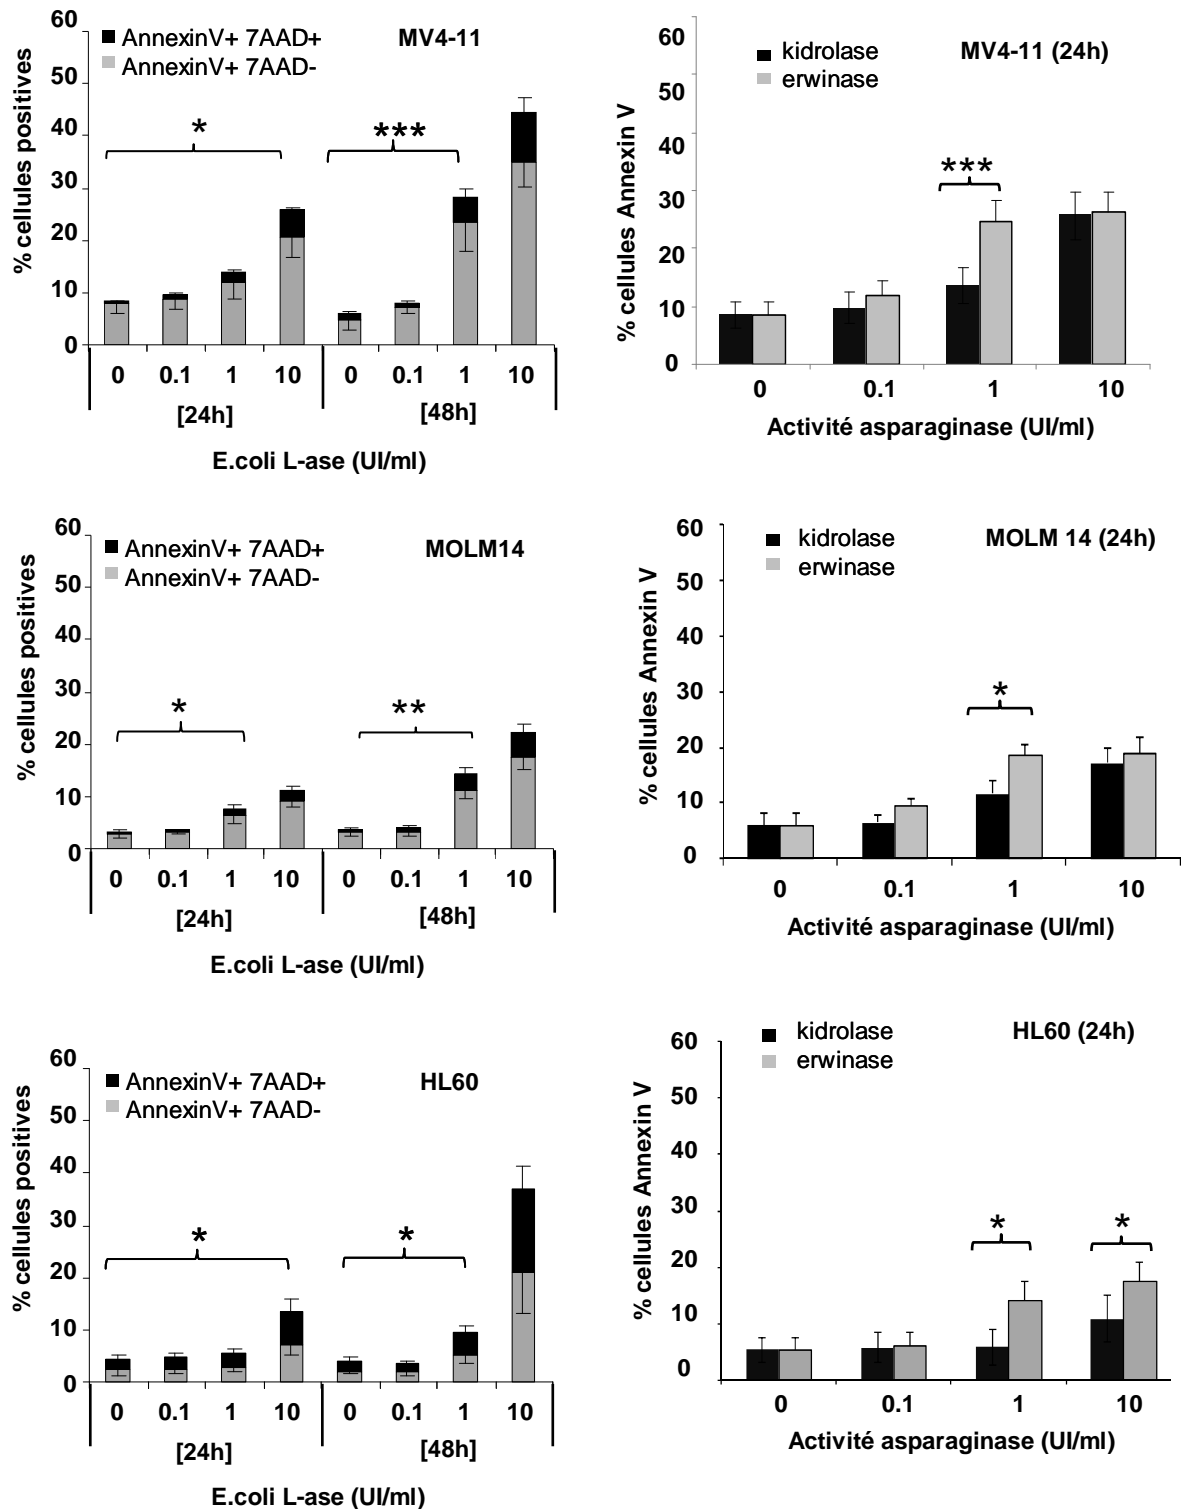 60
50
40
30
20
10
0
% cellules positives
AnnexinV+ 7AAD+
AnnexinV+ 7AAD-
MV4-11
*
***
0 0.1 1 10 0 0.1 1 10
[24h] [48h]
E.coli L-ase (UI/ml)
60
50
40
30
20
10
0
% cellules Annexin V
kidrolase
erwinase
MV4-11 (24h)
***
0 0.1 1 10
Activité asparaginase (UI/ml)
60
50
40
30
20
10
0
% cellules positives
AnnexinV+ 7AAD+
AnnexinV+ 7AAD-
MOLM14
*
**
0 0.1 1 10 0 0.1 1 10
[24h] [48h]
E.coli L-ase (UI/ml)
60
50
40
30
20
10
0
% cellules Annexin V
kidrolase
erwinase
MOLM 14 (24h)
*
0 0.1 1 10
Activité asparaginase (UI/ml)
60
50
40
30
20
10
0
% cellules positives
AnnexinV+ 7AAD+
AnnexinV+ 7AAD-
HL60
*
*
0 0.1 1 10 0 0.1 1 10
[24h] [48h]
E.coli L-ase (UI/ml)
60
50
40
30
20
10
0
% cellules Annexin V
kidrolase
erwinase
HL60 (24h)
*
*
0 0.1 1 10
Activité asparaginase (UI/ml)